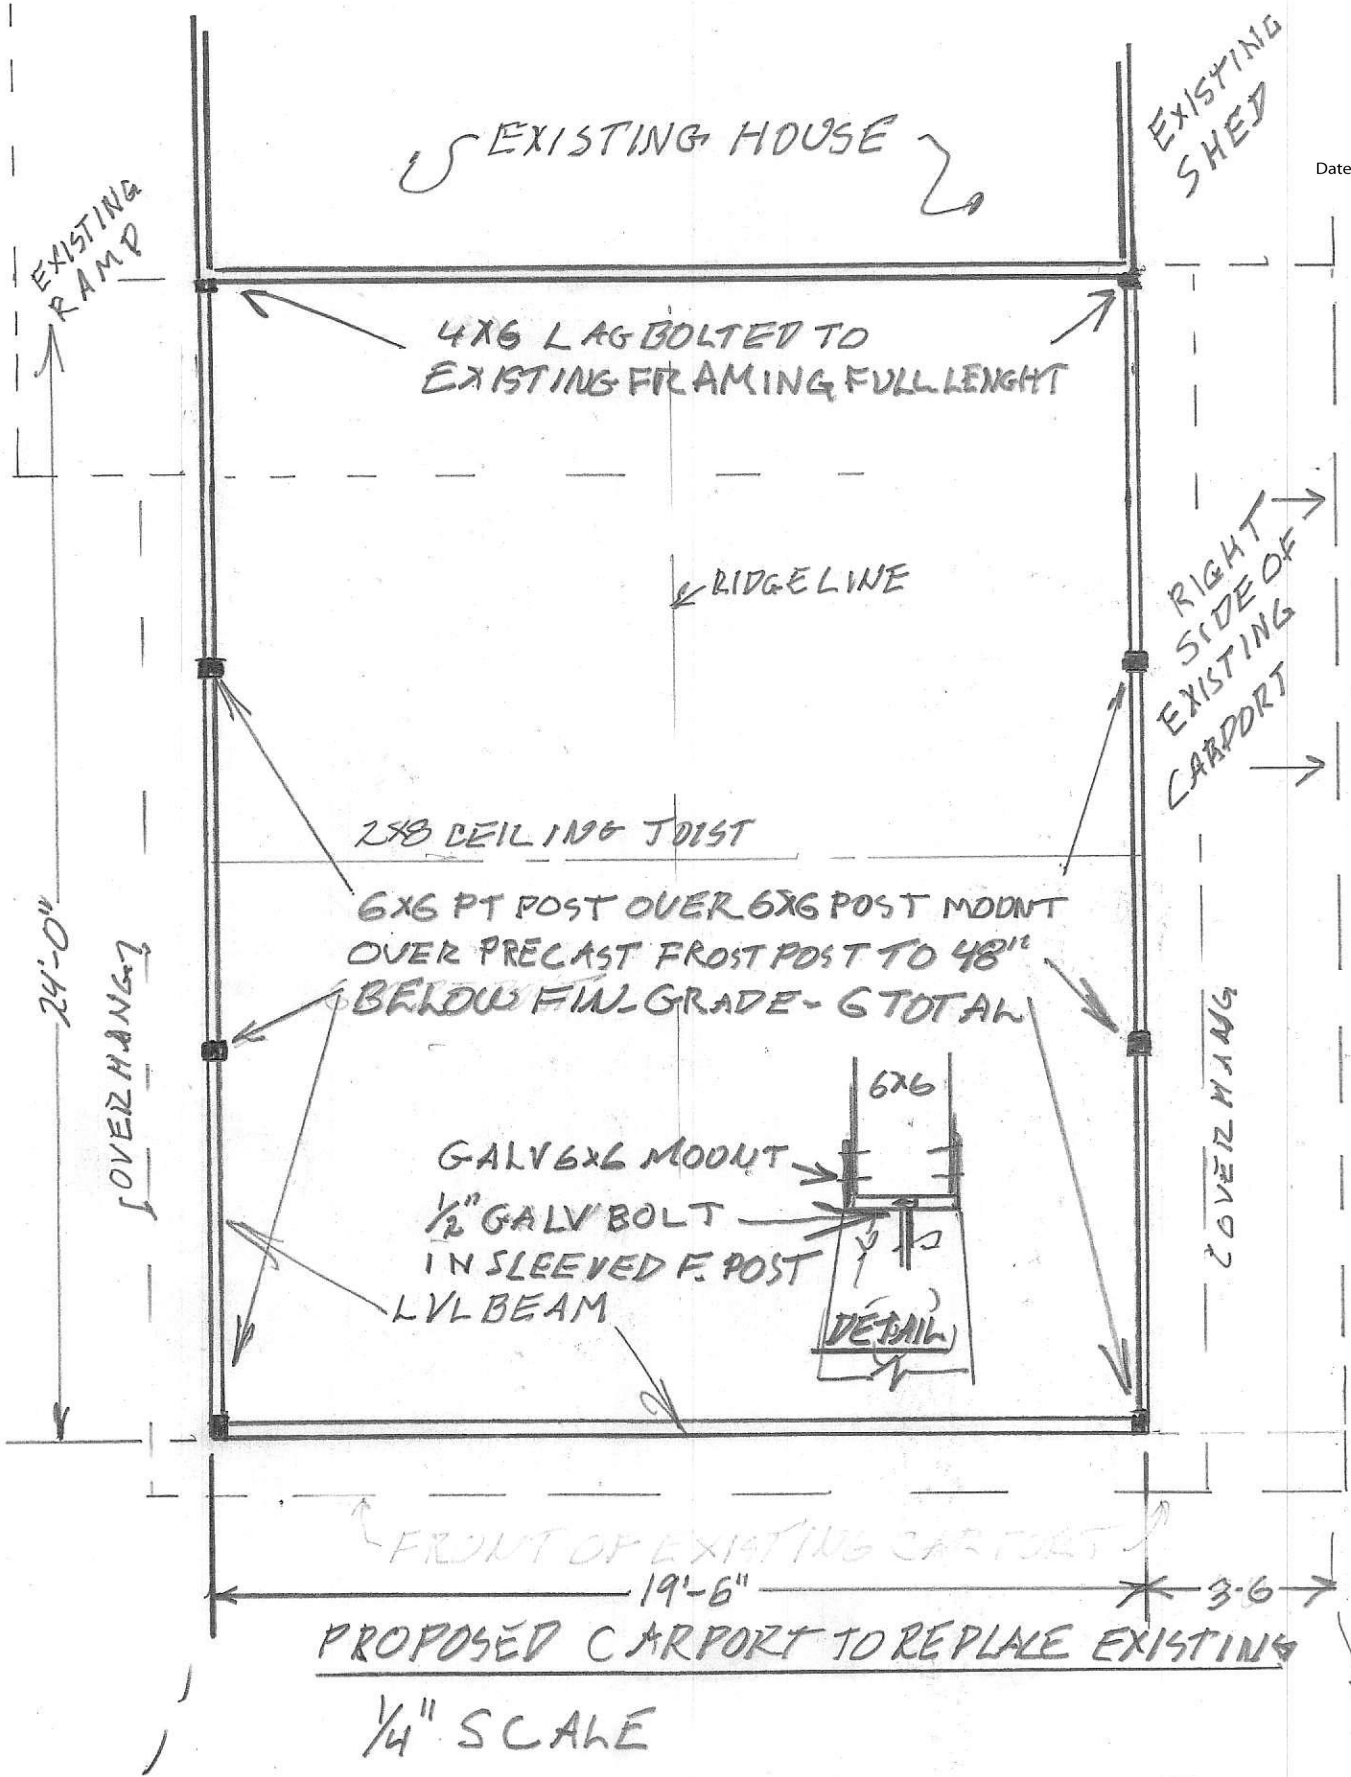 EXISTING HOUSE
EXISTING
SHED
Date
EXISTING
RAMP
4X6 LAG BOLTED TO
EXISTING FRAMING FULL LENGHT
RIDGE LINE
RIGHT
SIDE OF
EXISTING
CARPORT
2X8 CEILING JOIST
6X6 PT POST OVER 6X6 POST MOUNT
OVER PRECAST FROST POST TO 48"
BELOW FIN-GRADE - 6 TOTAL
24'-0"
OVERHANG
OVERHANG
6X6
GALV 6X6 MOUNT
1/2" GALV BOLT
IN SLEEVED F. POST
LVL BEAM
DETAIL
FRONT OF EXISTING CARPORT
19'-6"
3-6
PROPOSED CARPORT TO REPLACE EXISTING
1/4" SCALE